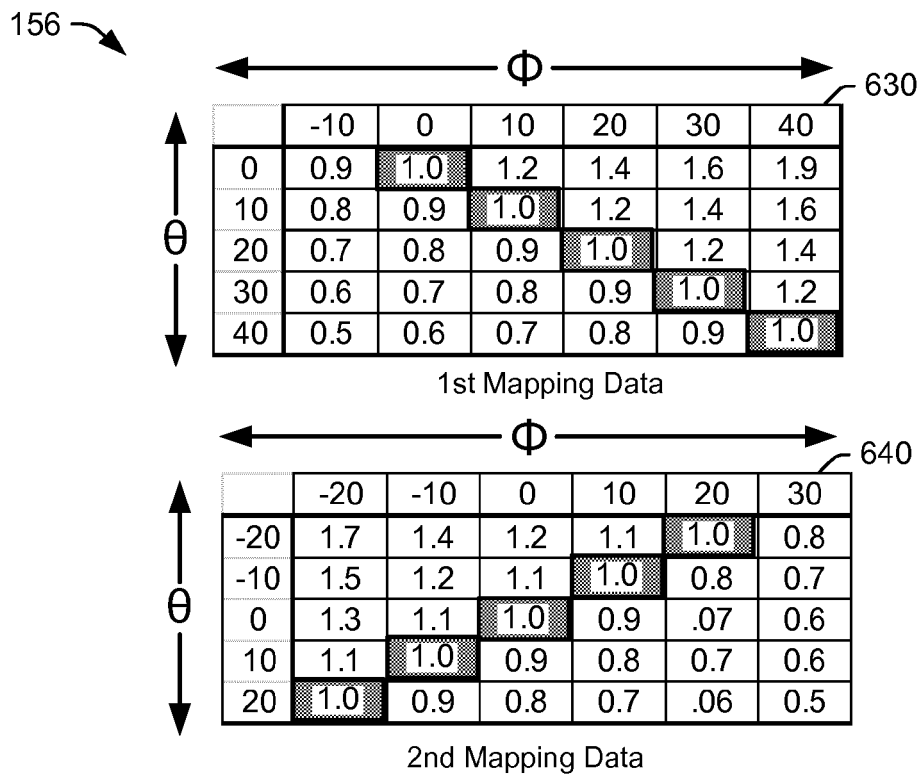 156
Φ
630
-10 0 10 20 30 40
0 0.9 1.0 1.2 1.4 1.6 1.9
10 0.8 0.9 1.0 1.2 1.4 1.6
θ
20 0.7 0.8 0.9 1.0 1.2 1.4
30 0.6 0.7 0.8 0.9 1.0 1.2
40 0.5 0.6 0.7 0.8 0.9 1.0
1st Mapping Data
Φ
640
-20 -10 0 10 20 30
-20 1.7 1.4 1.2 1.1 1.0 0.8
-10 1.5 1.2 1.1 1.0 0.8 0.7
θ
0 1.3 1.1 1.0 0.9 .07 0.6
10 1.1 1.0 0.9 0.8 0.7 0.6
20 1.0 0.9 0.8 0.7 .06 0.5
2nd Mapping Data